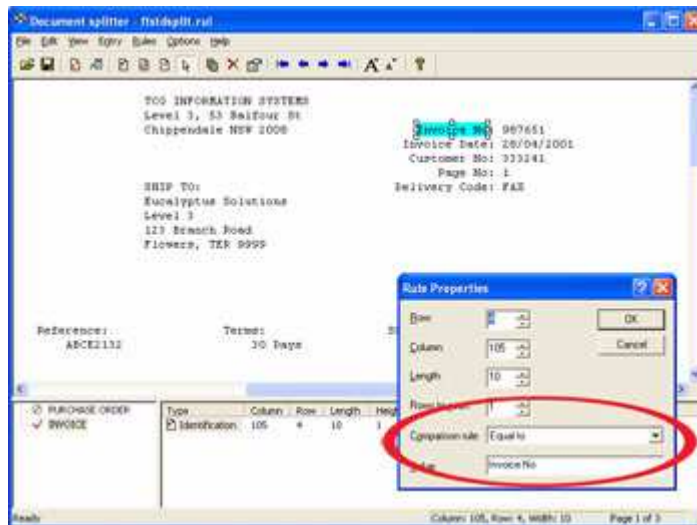 Document splitter - flstdsplit.rul
File Edit View Entry Rules Options Help
TCG INFORMATION SYSTEMS
Level 3, 53 Balfour St
Chippendale NSW 2008
Invoice No 987651
Invoice Date: 28/04/2001
Customer No: 333241
Page No: 1
Delivery Code: FAX
SHIP TO:
Eucalyptus Solutions
Level 3
123 Branch Road
Flowers, TER 9999
Reference: Terms:
ABCE2132 30 Days
Rule Properties
Row OK
Column 105 Cancel
Length 10
1
Comparison rule Equal to
Invoice No
PURCHASE ORDER
INVOICE
Type Column Row Length Height
Identification 105 4 10 1
Ready Column: 105, Row: 4, Width: 10 Page 1 of 3